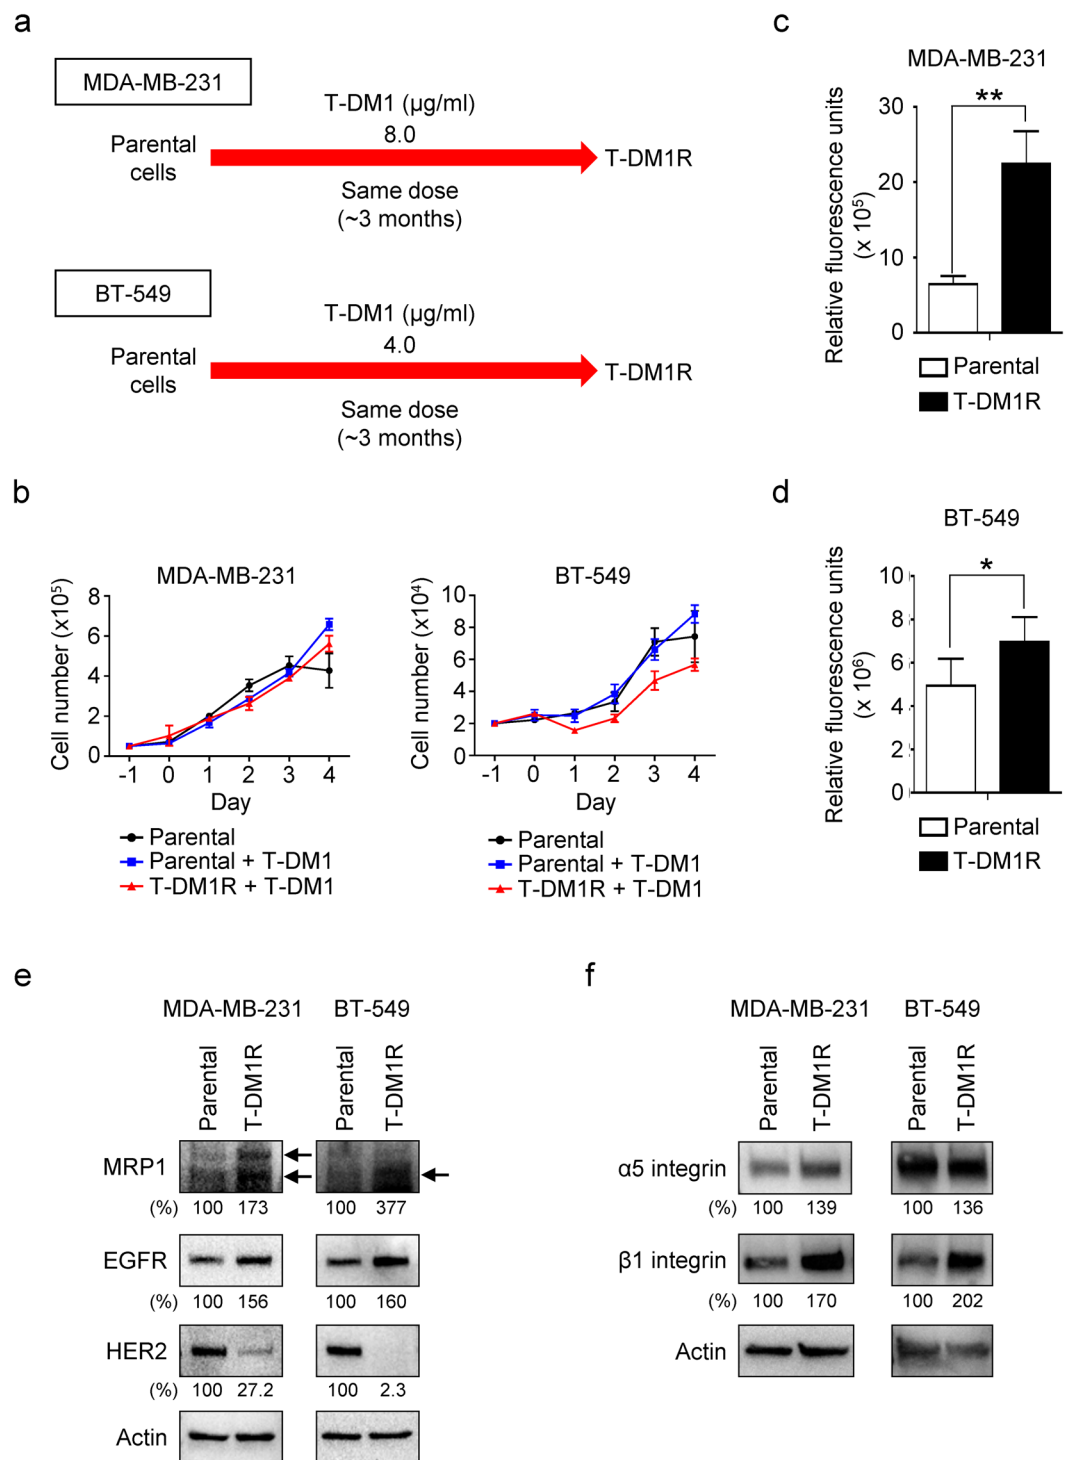 a
MDA-MB-231
T-DM1 (µg/ml)
8.0
Parental
cells
T-DM1R
Same dose
(~3 months)
BT-549
T-DM1 (µg/ml)
4.0
Parental
cells
T-DM1R
Same dose
(~3 months)
b
MDA-MB-231
Cell number (x10⁵)
8
6
4
2
0
-1 0 1 2 3 4
Day
Parental
Parental + T-DM1
T-DM1R + T-DM1
BT-549
Cell number (x10⁴)
10
8
6
4
2
0
-1 0 1 2 3 4
Day
Parental
Parental + T-DM1
T-DM1R + T-DM1
c
MDA-MB-231
Relative fluorescence units
(x 10⁵)
30
20
10
0
**
Parental
T-DM1R
d
BT-549
Relative fluorescence units
(x 10⁶)
10
8
6
4
2
0
*
Parental
T-DM1R
e
MDA-MB-231 BT-549
Parental T-DM1R Parental T-DM1R
MRP1
(%) 100 173 100 377
EGFR
(%) 100 156 100 160
HER2
(%) 100 27.2 100 2.3
Actin
f
MDA-MB-231 BT-549
Parental T-DM1R Parental T-DM1R
α5 integrin
(%) 100 139 100 136
β1 integrin
(%) 100 170 100 202
Actin